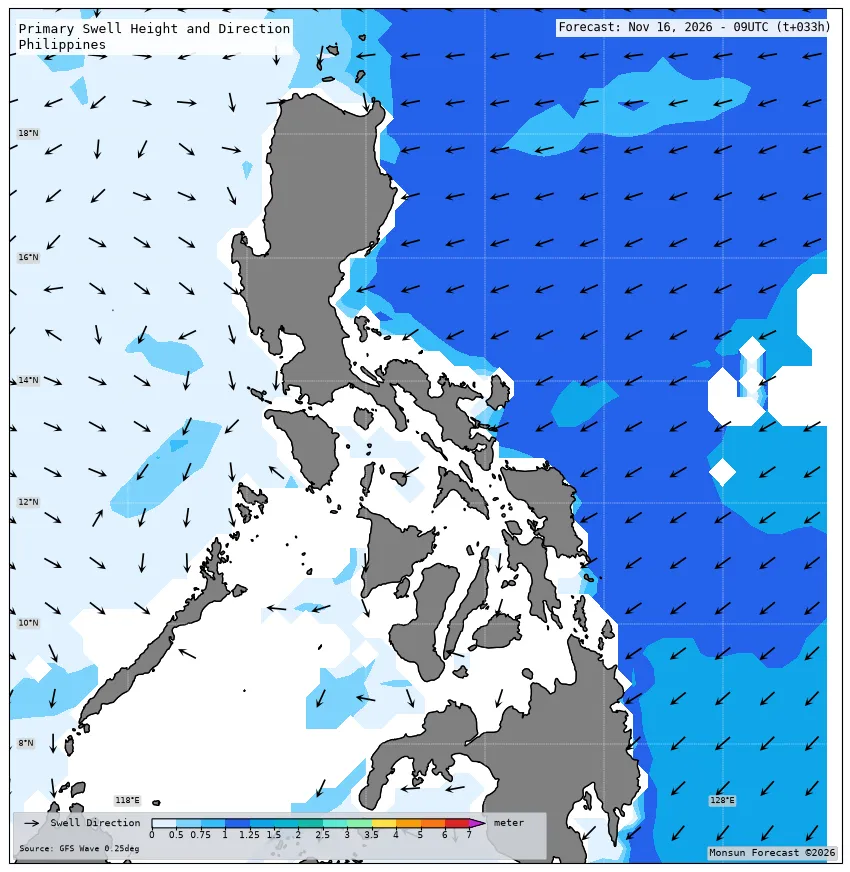 Primary Swell Height and Direction
Philippines
Forecast: Nov 16, 2026 - 09UTC (t+033h)
18°N
16°N
14°N
12°N
10°N
8°N
118°E
128°E
Swell Direction
0 0.5 0.75 1 1.25 1.5 2 2.5 3 3.5 4 5 6 7
meter
Source: GFS Wave 0.25deg
Monsun Forecast ©2026